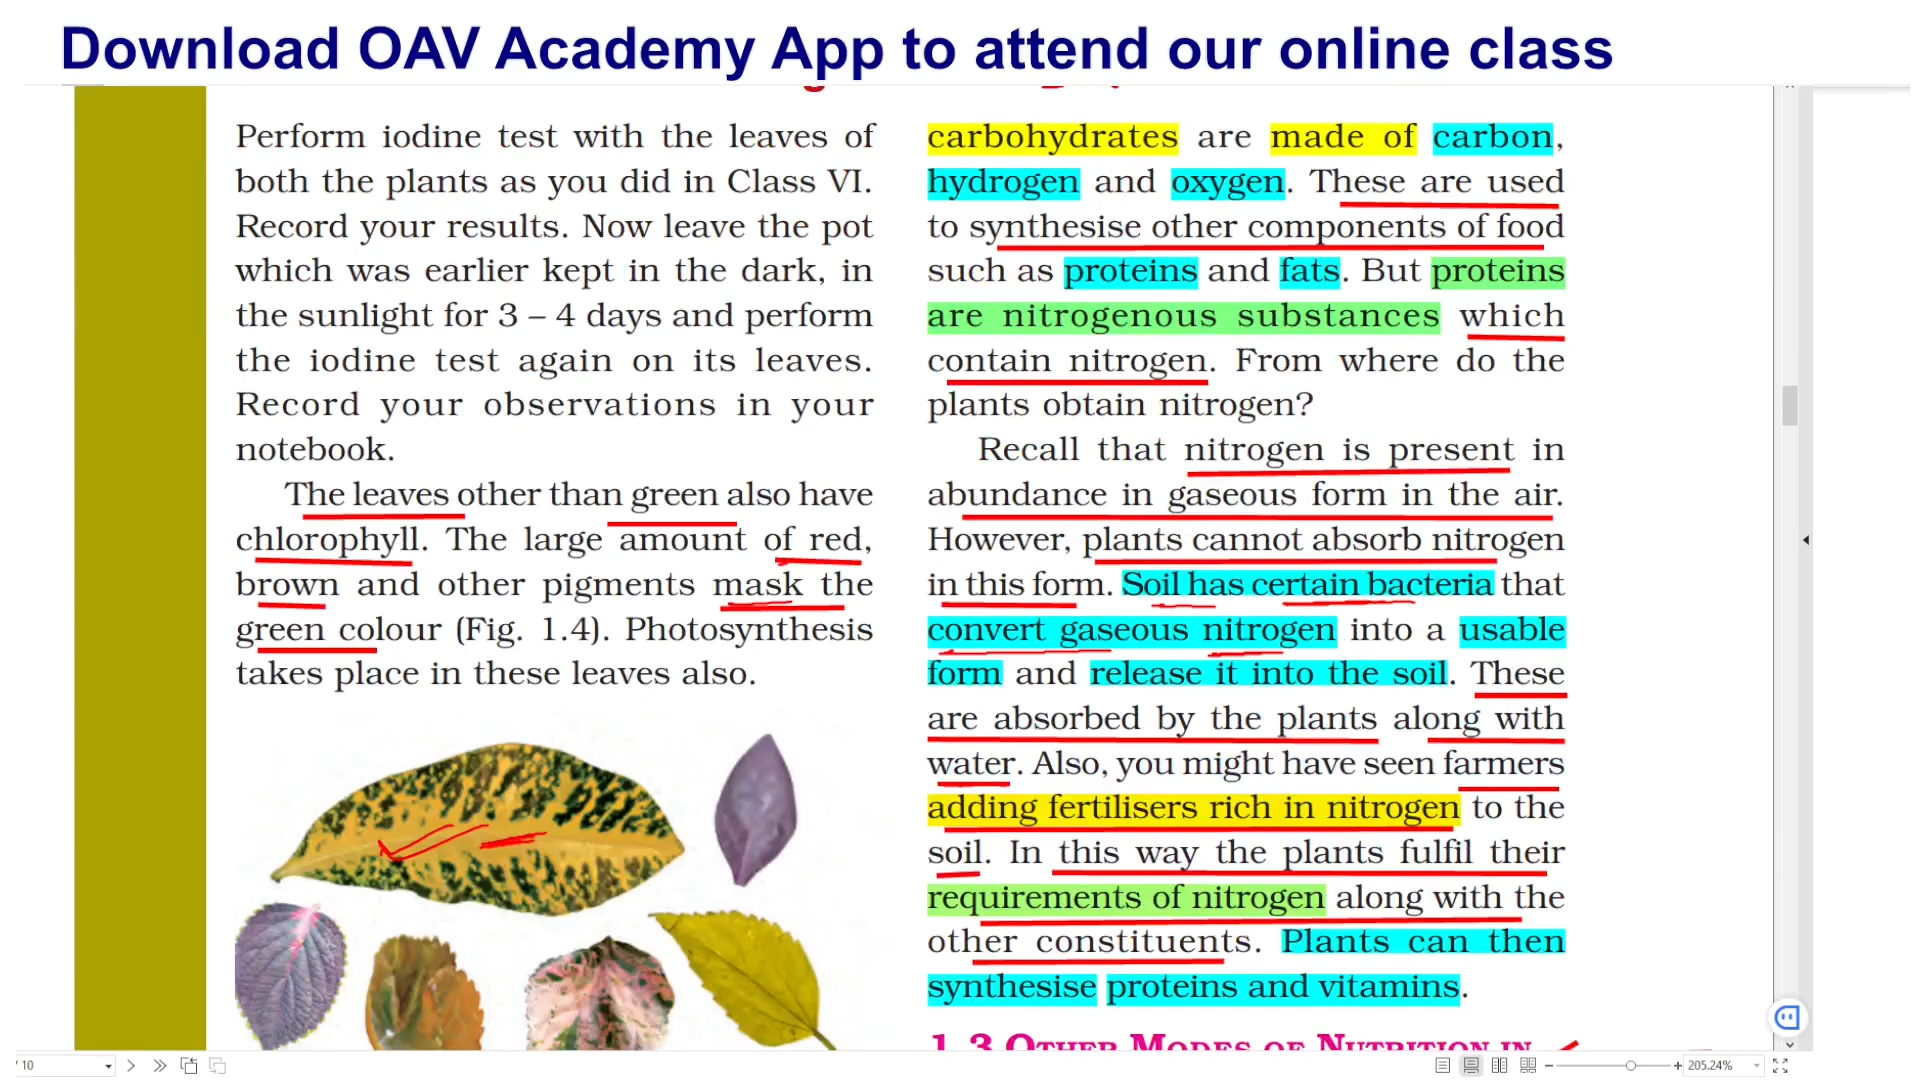 Download OAV Academy App to attend our online class
Perform iodine test with the leaves of
both the plants as you did in Class VI.
Record your results. Now leave the pot
which was earlier kept in the dark, in
the sunlight for 3 – 4 days and perform
the iodine test again on its leaves.
Record your observations in your
notebook.
The leaves other than green also have
chlorophyll. The large amount of red,
brown and other pigments mask the
green colour (Fig. 1.4). Photosynthesis
takes place in these leaves also.
carbohydrates are made of carbon,
hydrogen and oxygen. These are used
to synthesise other components of food
such as proteins and fats. But proteins
are nitrogenous substances which
contain nitrogen. From where do the
plants obtain nitrogen?
Recall that nitrogen is present in
abundance in gaseous form in the air.
However, plants cannot absorb nitrogen
in this form. Soil has certain bacteria that
convert gaseous nitrogen into a usable
form and release it into the soil. These
are absorbed by the plants along with
water. Also, you might have seen farmers
adding fertilisers rich in nitrogen to the
soil. In this way the plants fulfil their
requirements of nitrogen along with the
other constituents. Plants can then
synthesise proteins and vitamins.
1.3 OTHER MODES OF NUTRITION IN
/ 10
205.24%